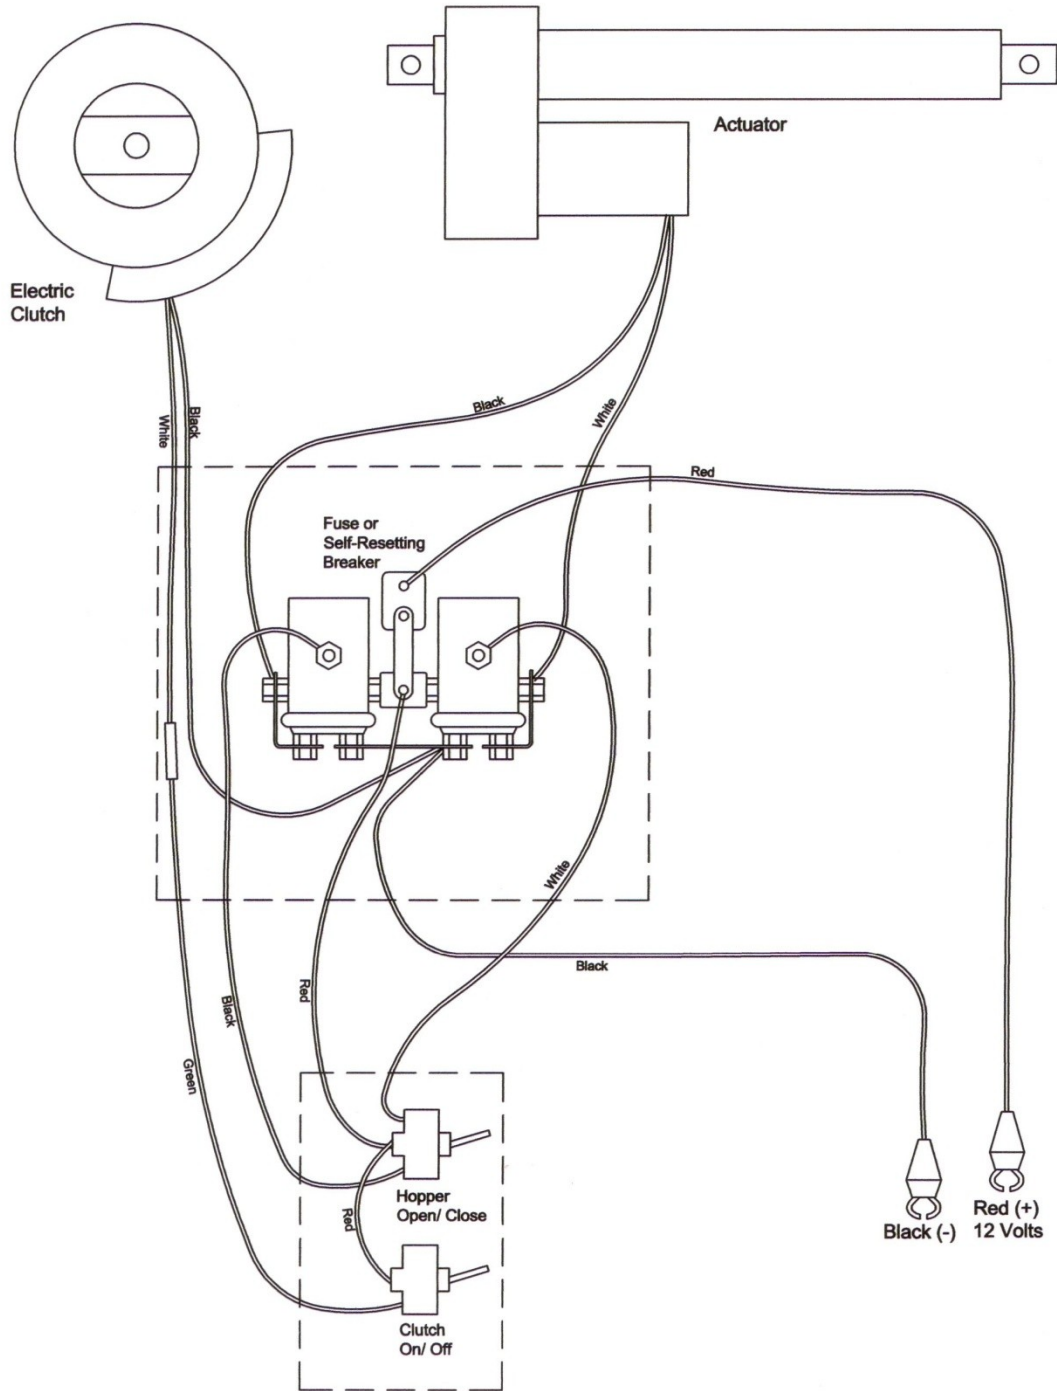 Actuator
Electric
Clutch
Black
White
Black
White
Red
Fuse or
Self-Resetting
Breaker
White
Black
Red
Black
Green
Hopper
Open/ Close
Red
Black (-)
Red (+)
12 Volts
Clutch
On/ Off